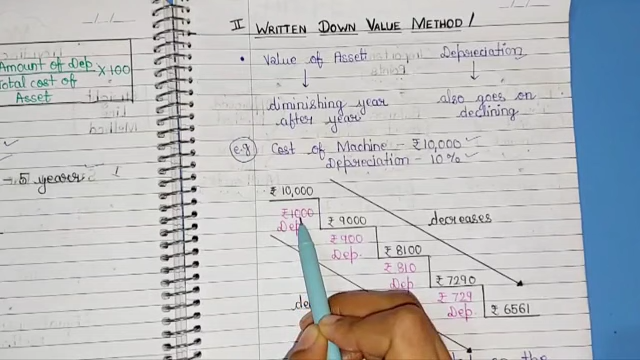 Amount of Dep
Total cost of
Asset
X 100
- 5 years
II WRITTEN DOWN VALUE METHOD /
• Value of Asset
Depreciation
diminishing year
after year
also goes on
declining
e.g
Cost of Machine - ₹10,000
Depreciation - 10%
₹ 10,000
₹1000
Dep
₹ 9000
₹ 900
Dep.
₹ 8100
₹ 810
Dep
₹ 7290
₹ 729
Dep.
₹ 6561
decreases
de
the